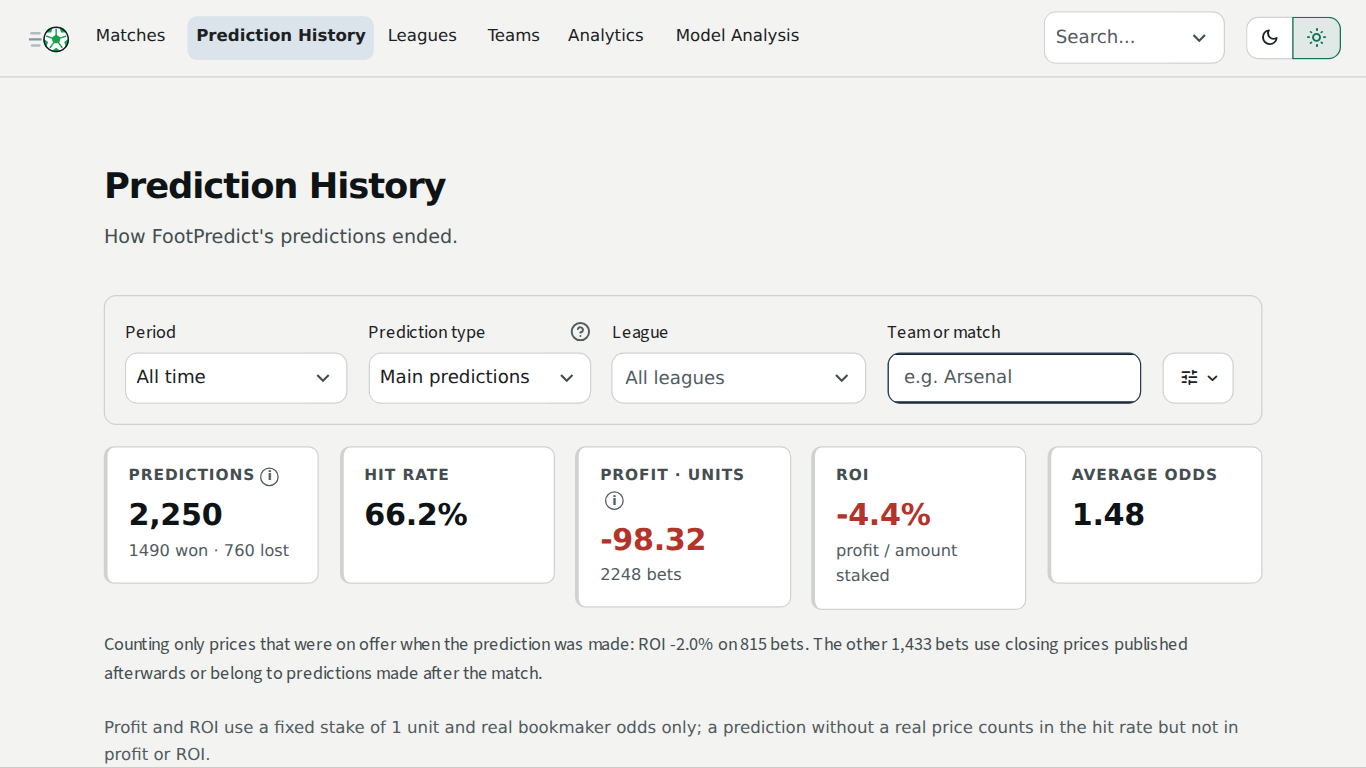 Matches Prediction History Leagues Teams Analytics Model Analysis Search...
Prediction History
How FootPredict's predictions ended.
Period Prediction type League Team or match
All time Main predictions All leagues e.g. Arsenal
PREDICTIONS HIT RATE PROFIT · UNITS ROI AVERAGE ODDS
2,250 66.2% -98.32 -4.4% 1.48
1490 won · 760 lost 2248 bets profit / amount
staked
Counting only prices that were on offer when the prediction was made: ROI -2.0% on 815 bets. The other 1,433 bets use closing prices published
afterwards or belong to predictions made after the match.
Profit and ROI use a fixed stake of 1 unit and real bookmaker odds only; a prediction without a real price counts in the hit rate but not in
profit or ROI.